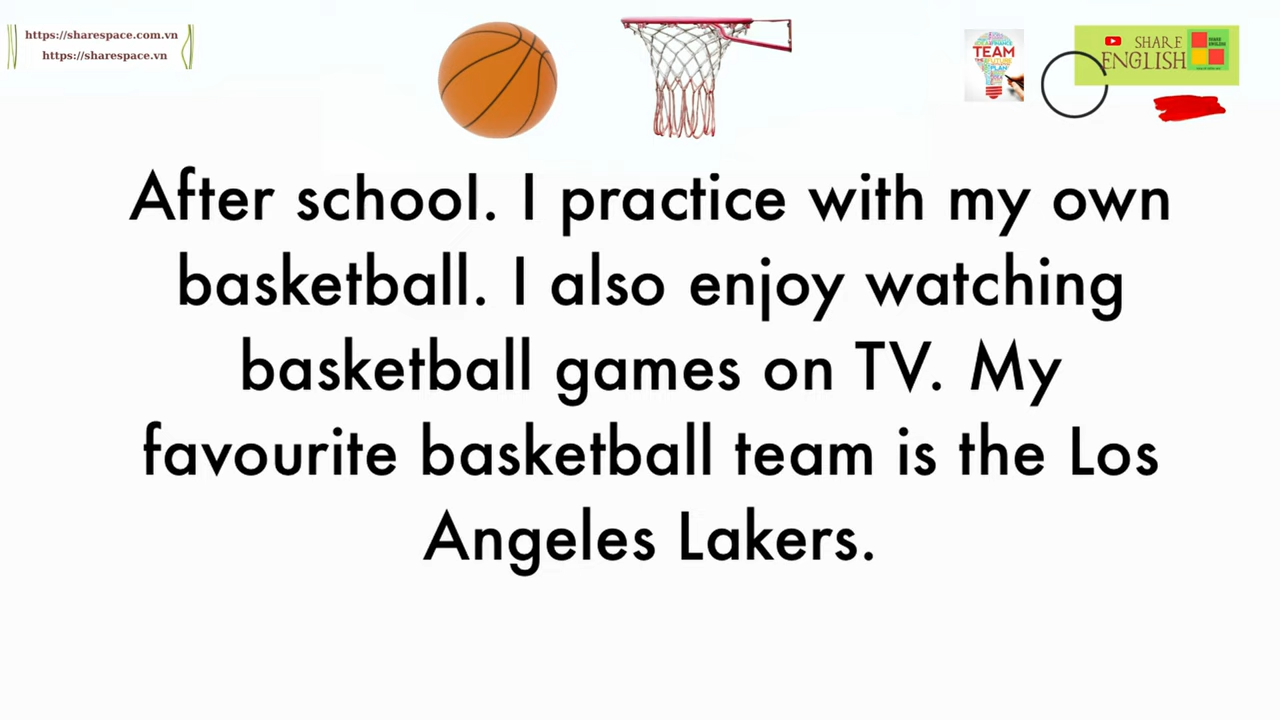 https://sharespace.com.vn
https://sharespace.vn
TEAM
PLAN
SHARE
ENGLISH
After school. I practice with my own
basketball. I also enjoy watching
basketball games on TV. My
favourite basketball team is the Los
Angeles Lakers.